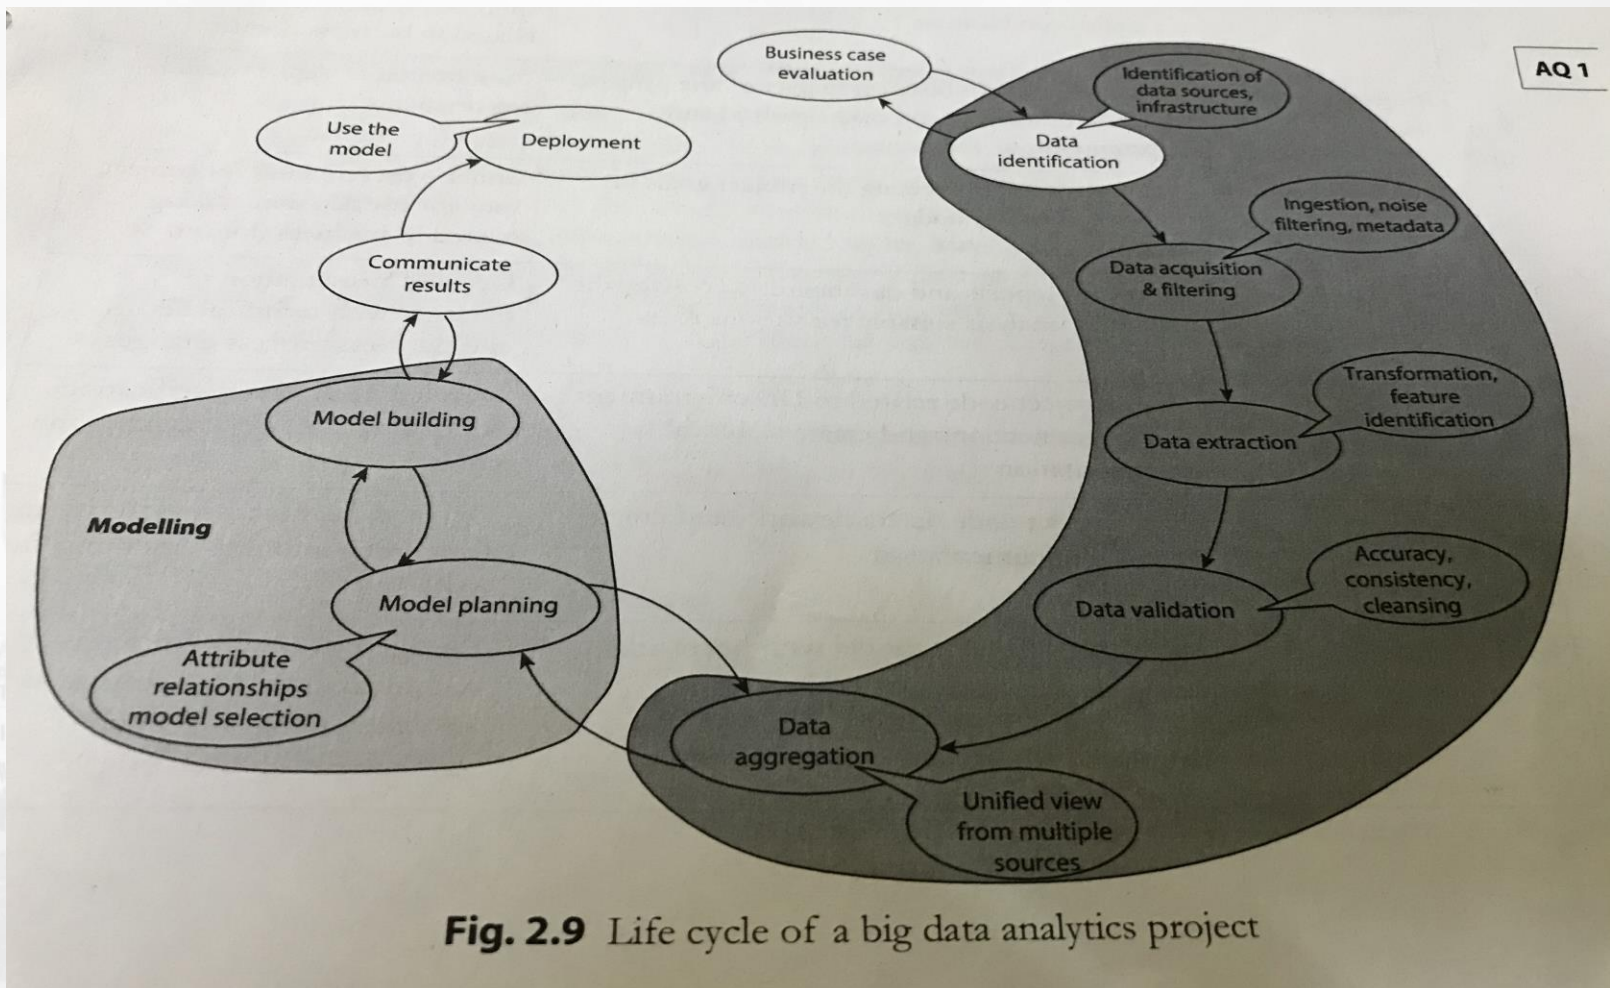 AQ 1
Business case
evaluation
Identification of
data sources,
infrastructure
Data
identification
Use the
model
Deployment
Ingestion, noise
filtering, metadata
Data acquisition
& filtering
Communicate
results
Transformation,
feature
identification
Data extraction
Model building
Modelling
Accuracy,
consistency,
cleansing
Data validation
Model planning
Attribute
relationships
model selection
Data
aggregation
Unified view
from multiple
sources
Fig. 2.9 Life cycle of a big data analytics project